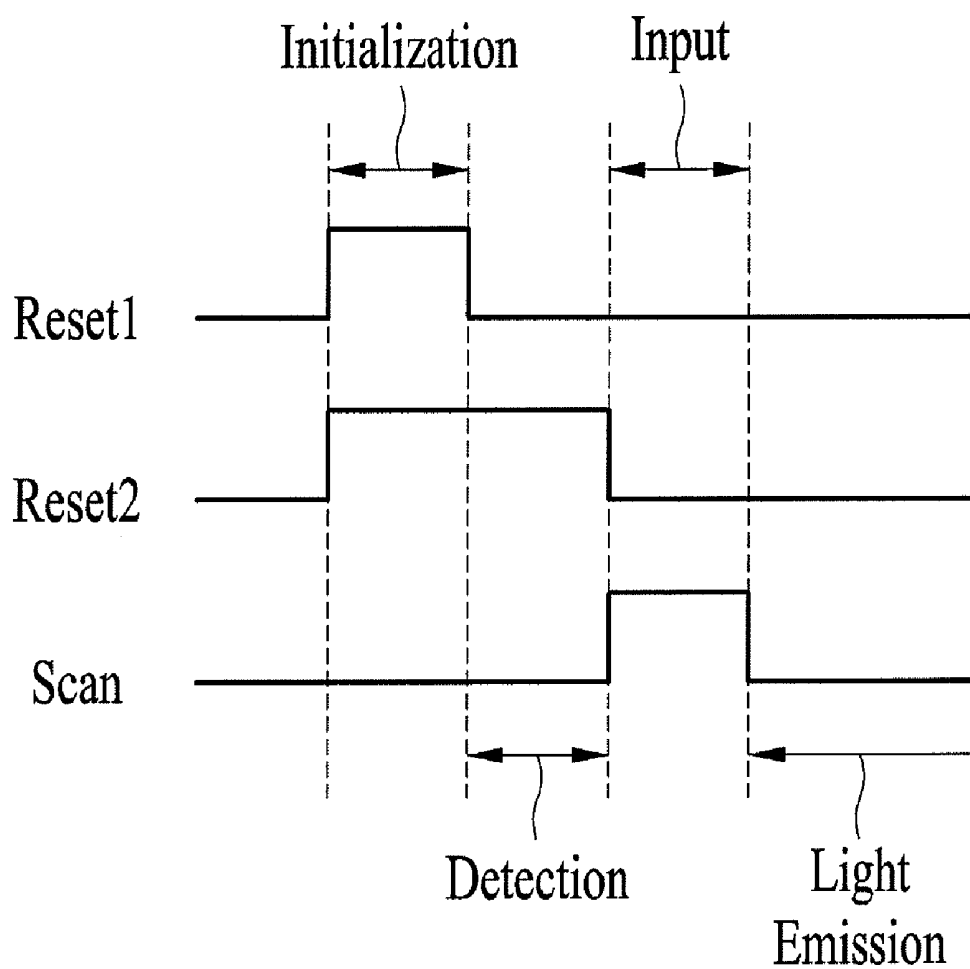 Initialization
Input
Reset1
Reset2
Scan
Detection
Light
Emission